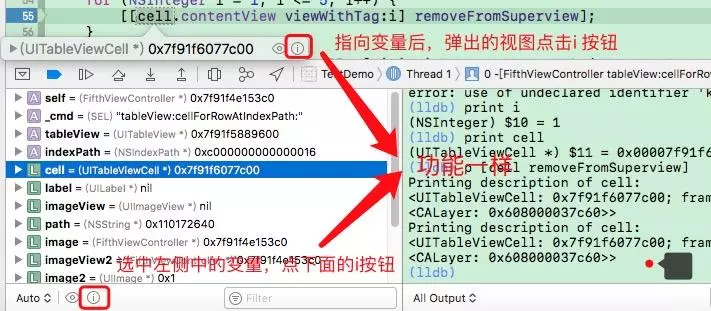 for (NSInteger i = 1; i <= 5; i++)
55 [[cell.contentView viewWithTag:i] removeFromSuperview];
56 }
(UITableViewCell *) 0x7f91f6077c00
指向变量后，弹出的视图点击i 按钮
TestDemo Thread 1 0 -[FifthViewController tableView:cellForRow
A self = (FifthViewController *) 0x7f91f4e153c0
A _cmd = (SEL) "tableView:cellForRowAtIndexPath:"
A tableView = (UITableView *) 0x7f91f5889600
A indexPath = (NSIndexPath *) 0xc000000000000016
L cell = (UITableViewCell *) 0x7f91f6077c00
L label = (UILabel *) nil
L imageView = (UIImageView *) nil
L path = (NSString *) 0x110172640
L image = (FifthViewController *) 0x7f91f4e153c0
L imageView2 = (FifthViewController *) 0x7f91f4e153c0
L image2 = (UIImage *) 0x1
选中左侧中的变量，点下面的i按钮
Auto
Filter
error: use of undeclared identifier 'k
(lldb) print i
(NSInteger) $10 = 1
(lldb) print cell
(UITableViewCell *) $11 = 0x00007f91f6
(lldb) p [cell removeFromSuperview]
功能一样
Printing description of cell:
<UITableViewCell: 0x7f91f6077c00; fram
<CALayer: 0x608000037c60>>
Printing description of cell:
<UITableViewCell: 0x7f91f6077c00; fram
<CALayer: 0x608000037c60>>
(lldb)
All Output